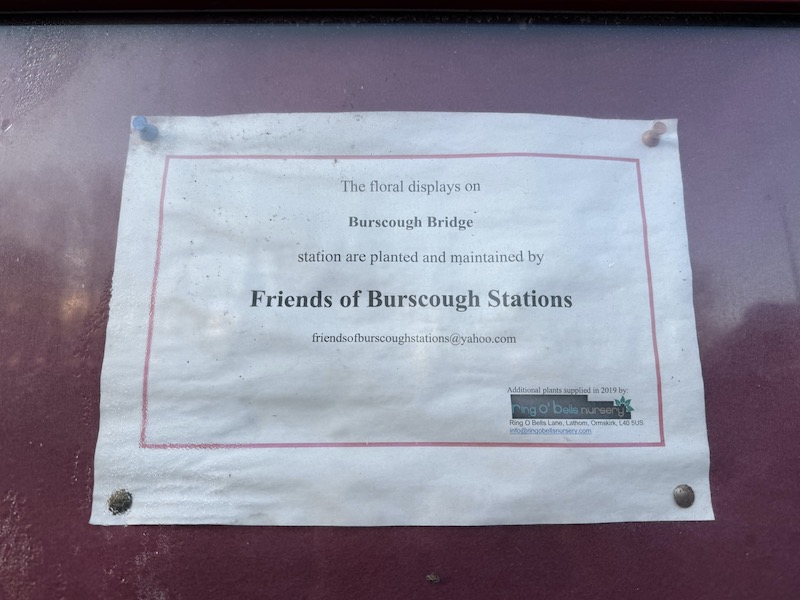 The floral displays on
Burscough Bridge
station are planted and maintained by
Friends of Burscough Stations
friendsofburscoughstations@yahoo.com
Additional plants supplied in 2019 by:
ring o' bells nursery
Ring O Bells Lane, Lathom, Ormskirk, L40 5US
info@ringobellsnursery.com